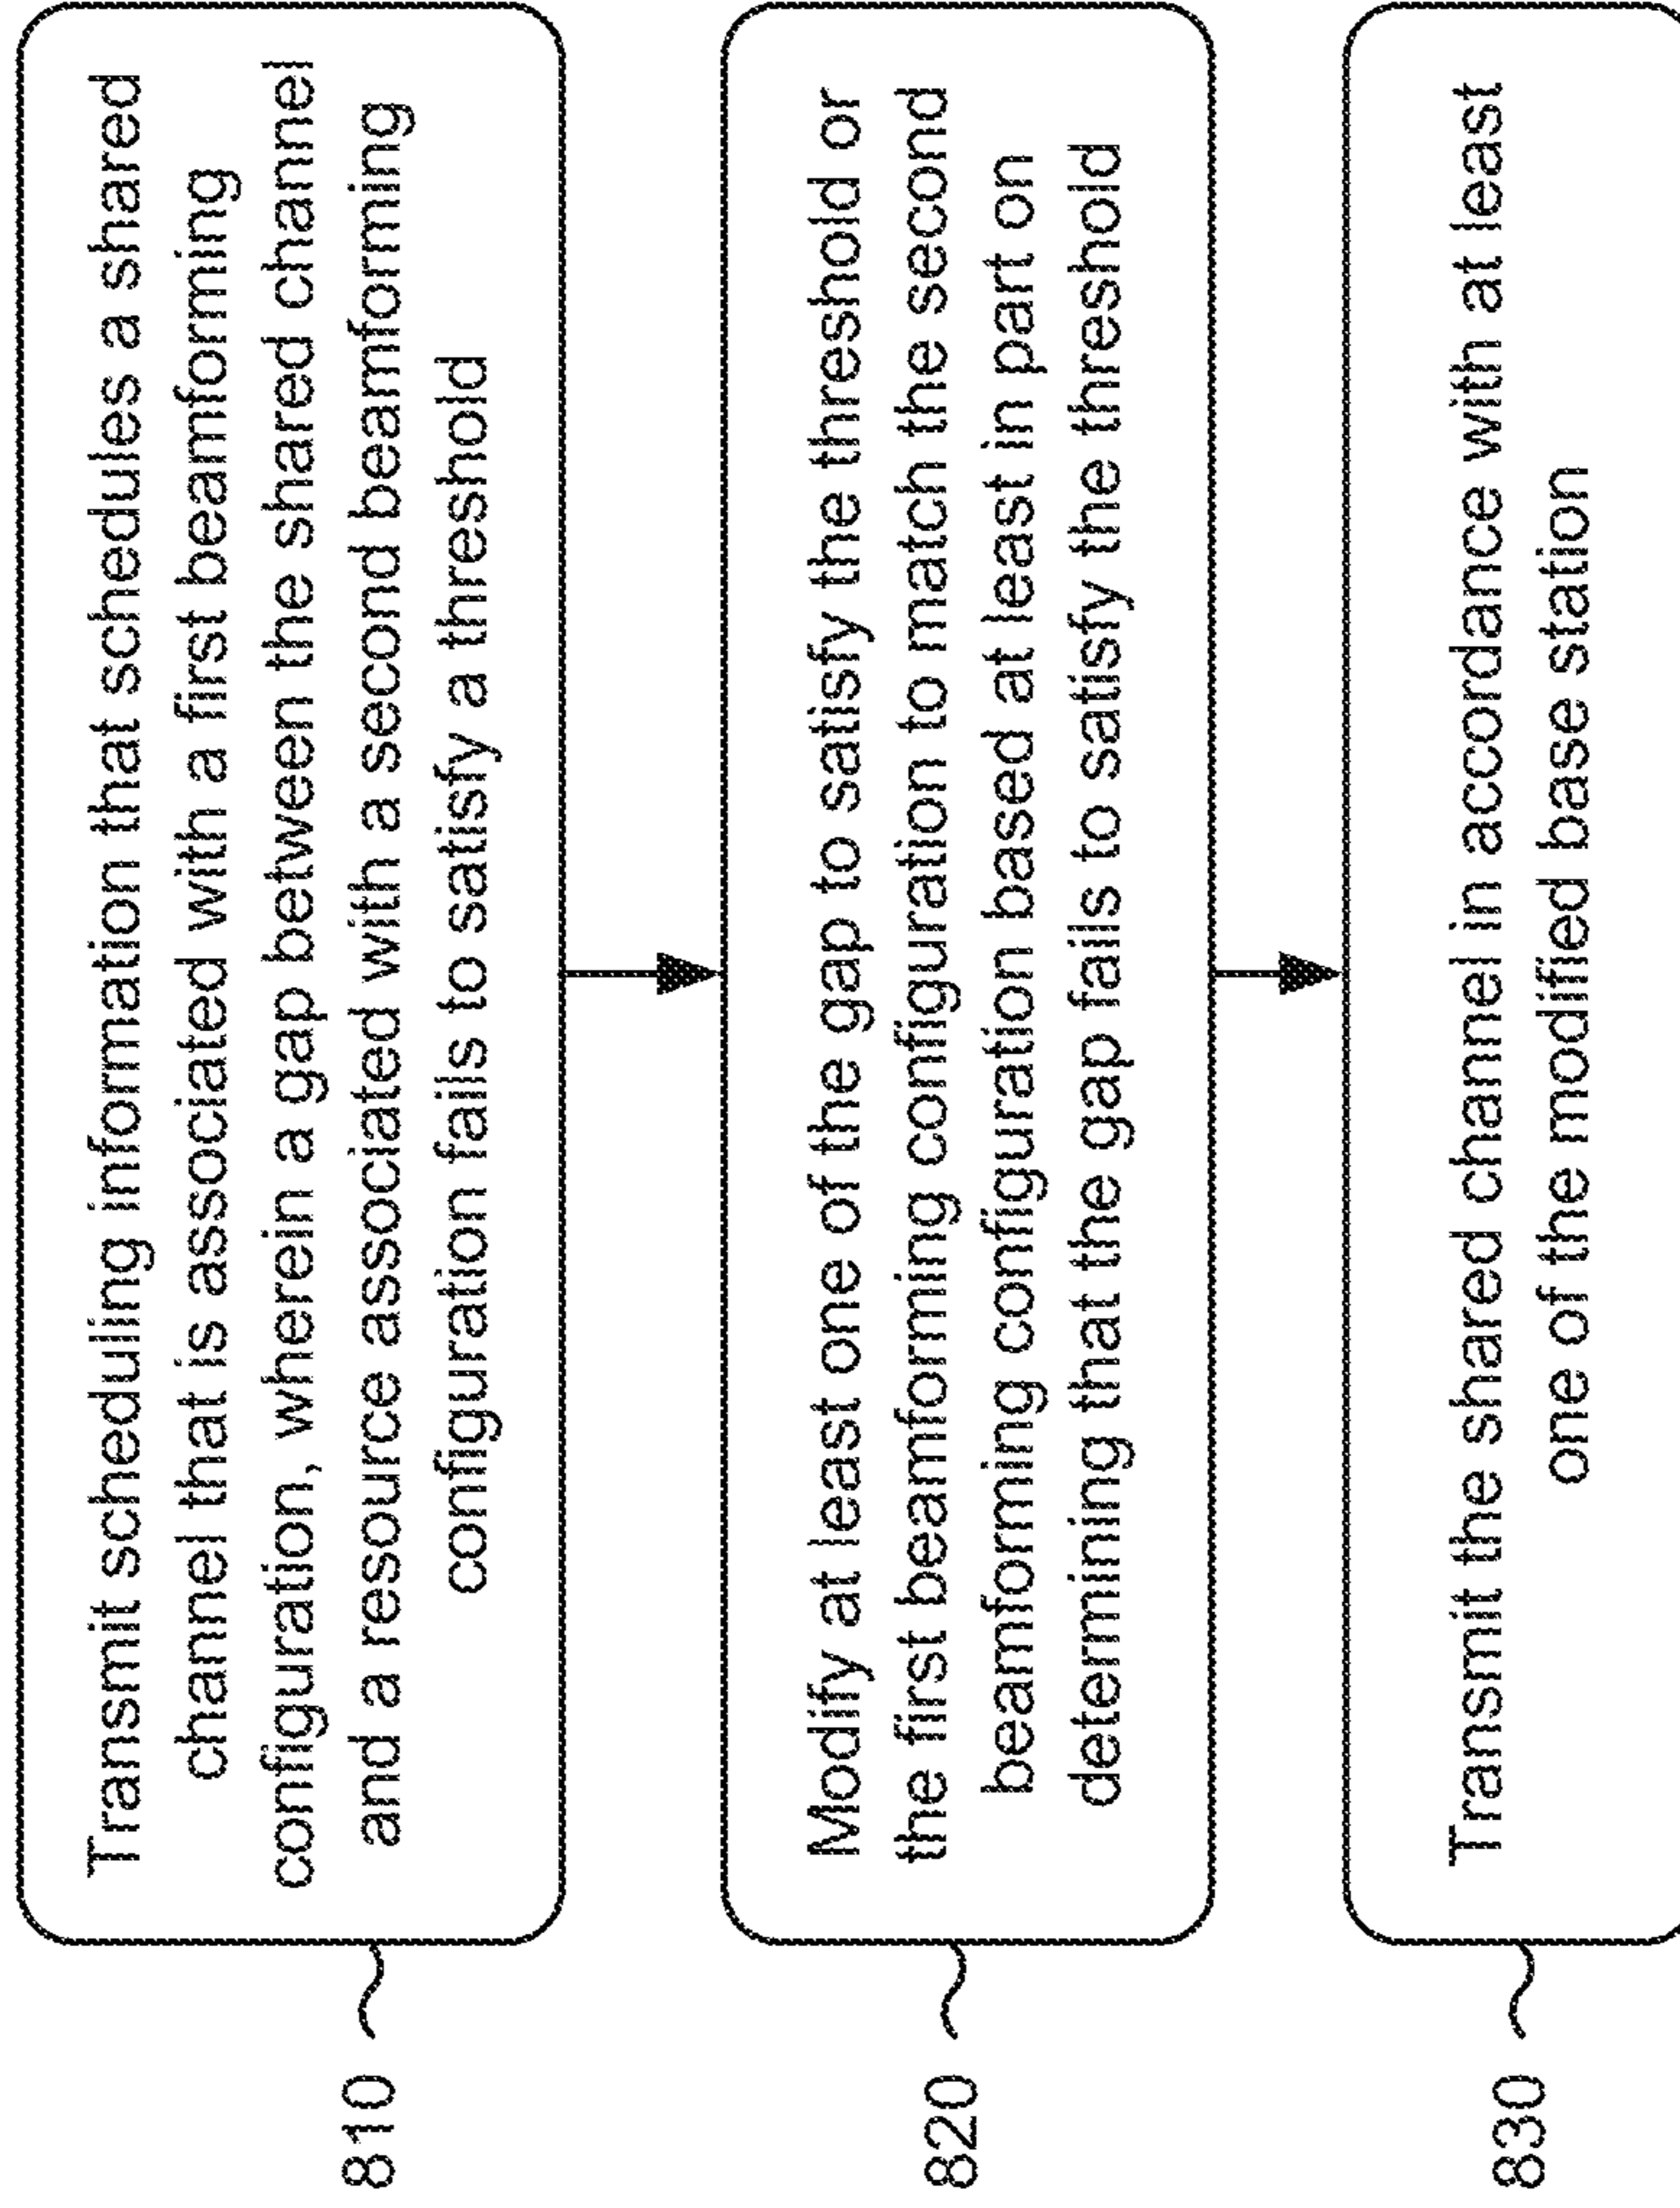 810
Transmit scheduling information that schedules a shared
channel that is associated with a first beamforming
configuration, wherein a gap between the shared channel
and a resource associated with a second beamforming
configuration fails to satisfy a threshold
820
Modify at least one of the gap to satisfy the threshold or
the first beamforming configuration to match the second
beamforming configuration based at least in part on
determining that the gap fails to satisfy the threshold
830
Transmit the shared channel in accordance with at least
one of the modified base station